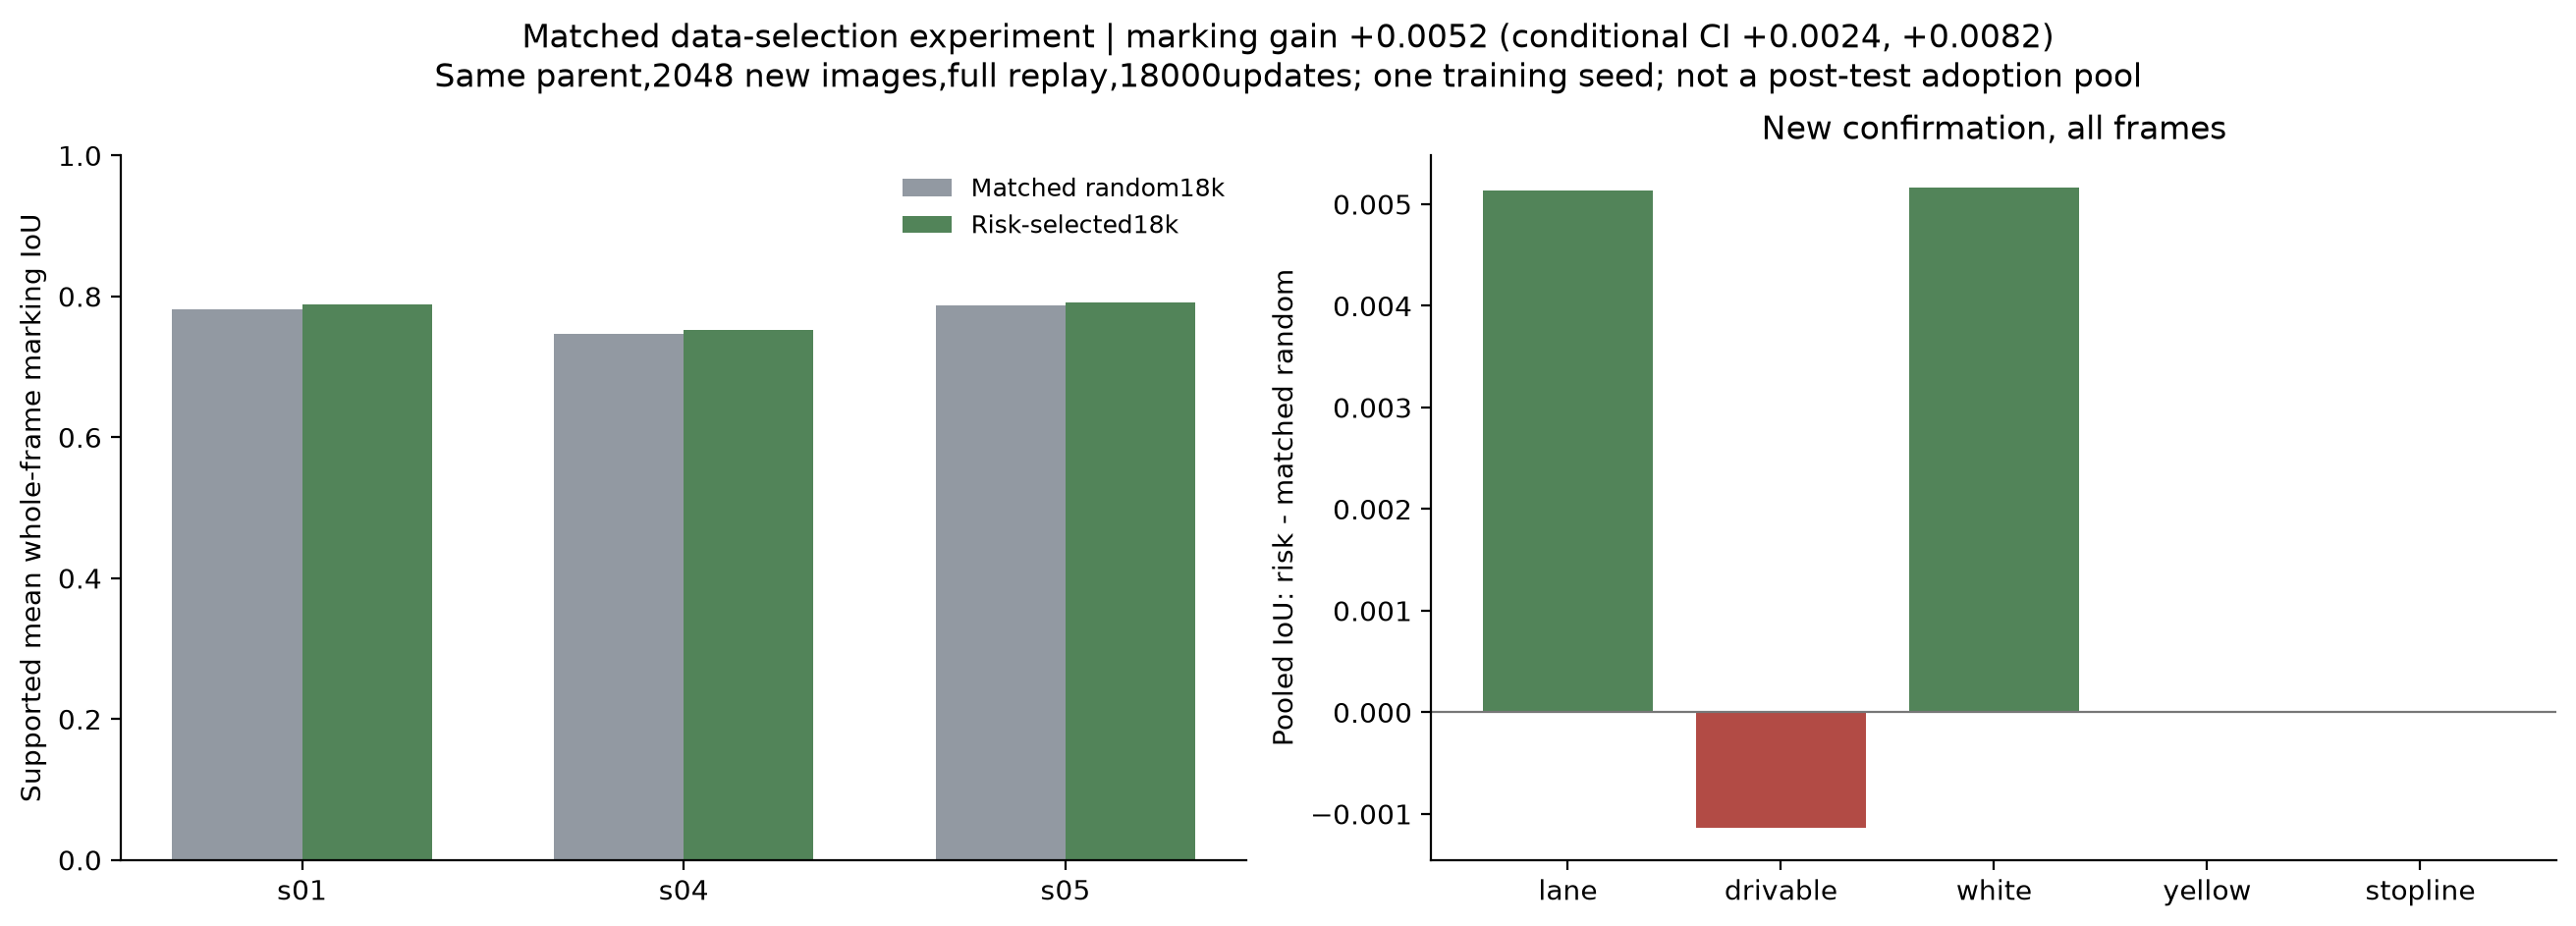 Matched data-selection experiment | marking gain +0.0052 (conditional CI +0.0024, +0.0082)
Same parent,2048 new images,full replay,18000updates; one training seed; not a post-test adoption pool
Supported mean whole-frame marking IoU
1.0
0.8
0.6
0.4
0.2
0.0
s01
s04
s05
Matched random18k
Risk-selected18k
New confirmation, all frames
Pooled IoU: risk - matched random
0.005
0.004
0.003
0.002
0.001
0.000
−0.001
lane
drivable
white
yellow
stopline